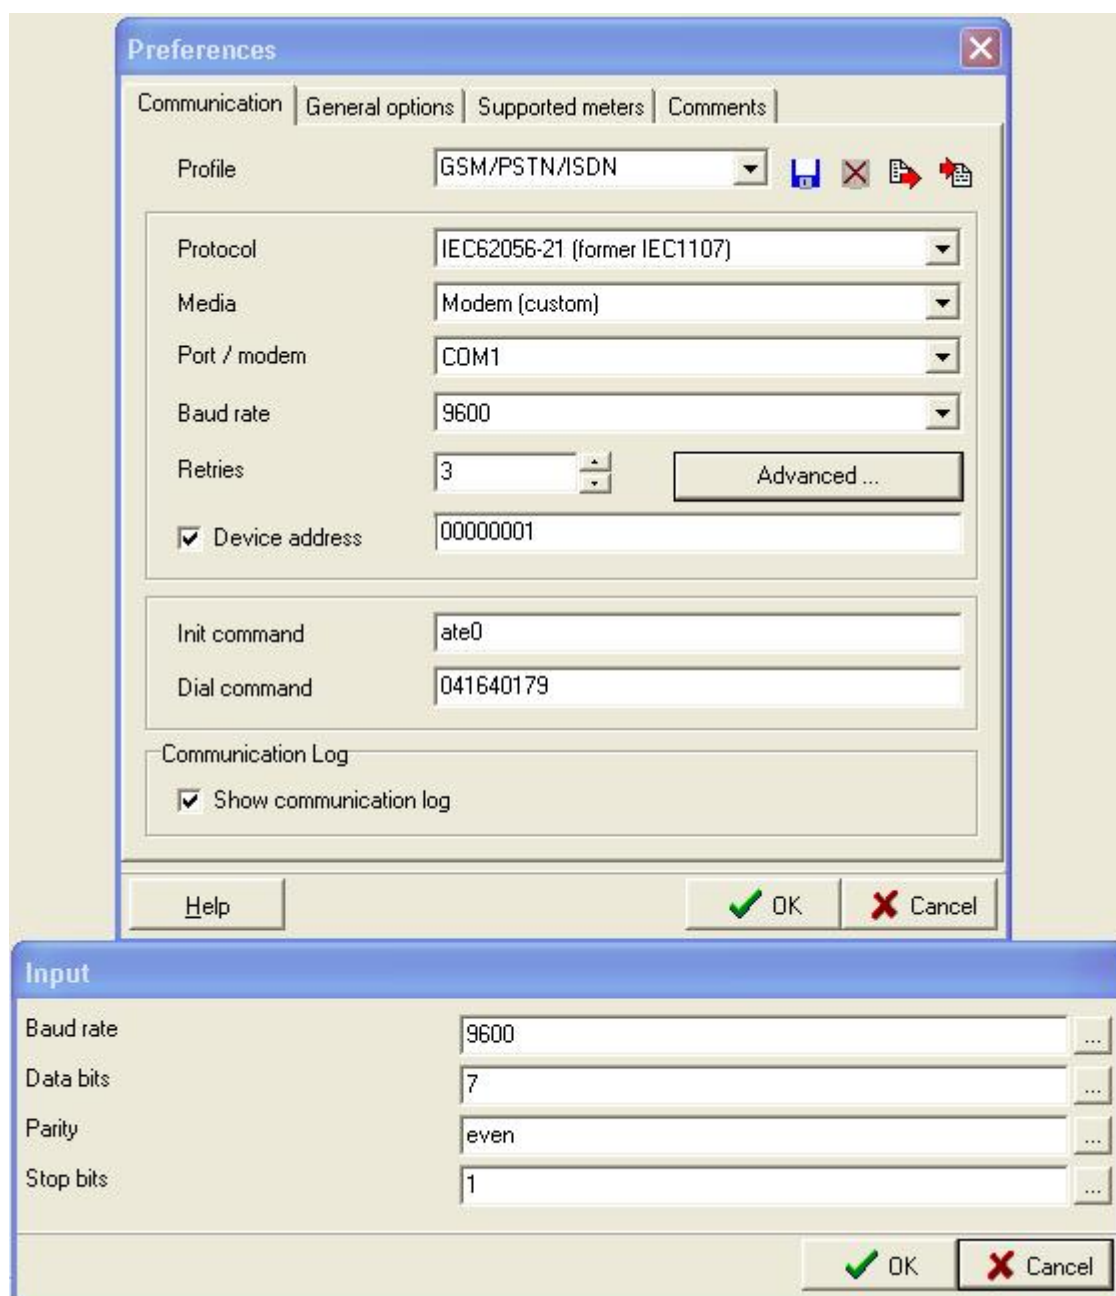 Preferences
Communication General options Supported meters Comments
Profile GSM/PSTN/ISDN
Protocol IEC62056-21 (former IEC1107)
Media Modem (custom)
Port / modem COM1
Baud rate 9600
Retries 3 Advanced ...
Device address 00000001
Init command ate0
Dial command 041640179
Communication Log
Show communication log
Help OK Cancel
Input
Baud rate 9600 ...
Data bits 7 ...
Parity even ...
Stop bits 1 ...
OK Cancel